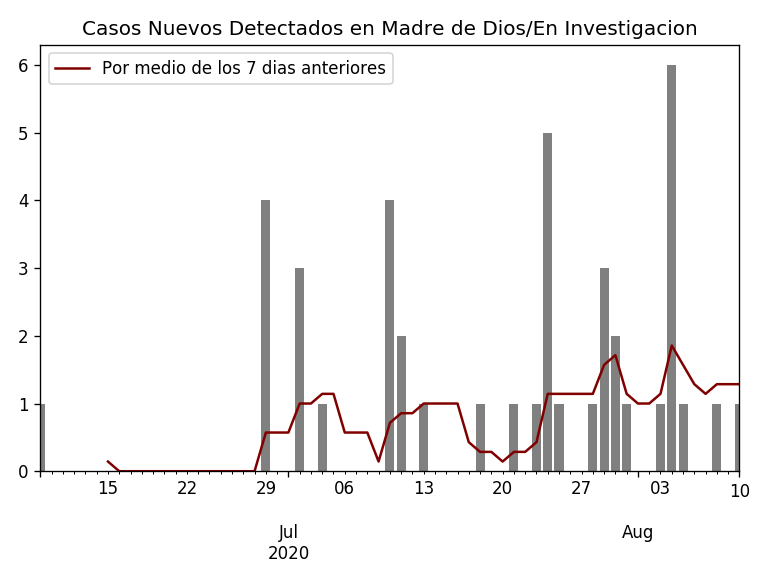 Casos Nuevos Detectados en Madre de Dios/En Investigacion
Por medio de los 7 dias anteriores
6
5
4
3
2
1
0
15 22 29 06 13 20 27 03 10
Jul Aug
2020